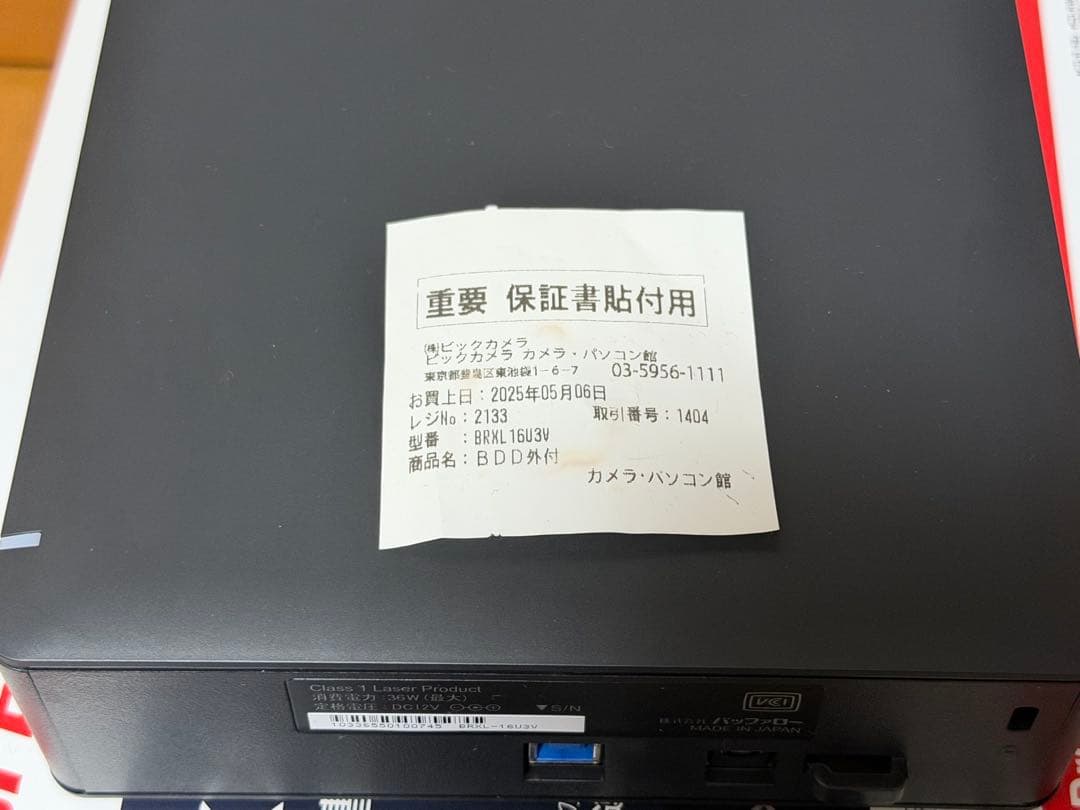 重要 保証書貼付用
㈱ビックカメラ
ビックカメラ カメラ・パソコン館
東京都豊島区東池袋1-6-7 03-5956-1111
お買上日：2025年05月06日
レジNo：2133 取引番号：1404
型番 ：BRXL16U3V
商品名：ＢＤＤ外付
カメラ・パソコン館
Class 1 Laser Product
消費電力：36W（最大）
定格電圧：DC12V
▼S/N
10336550100745 BRXL-16U3V
VCCI
株式会社 バッファロー
MADE IN JAPAN